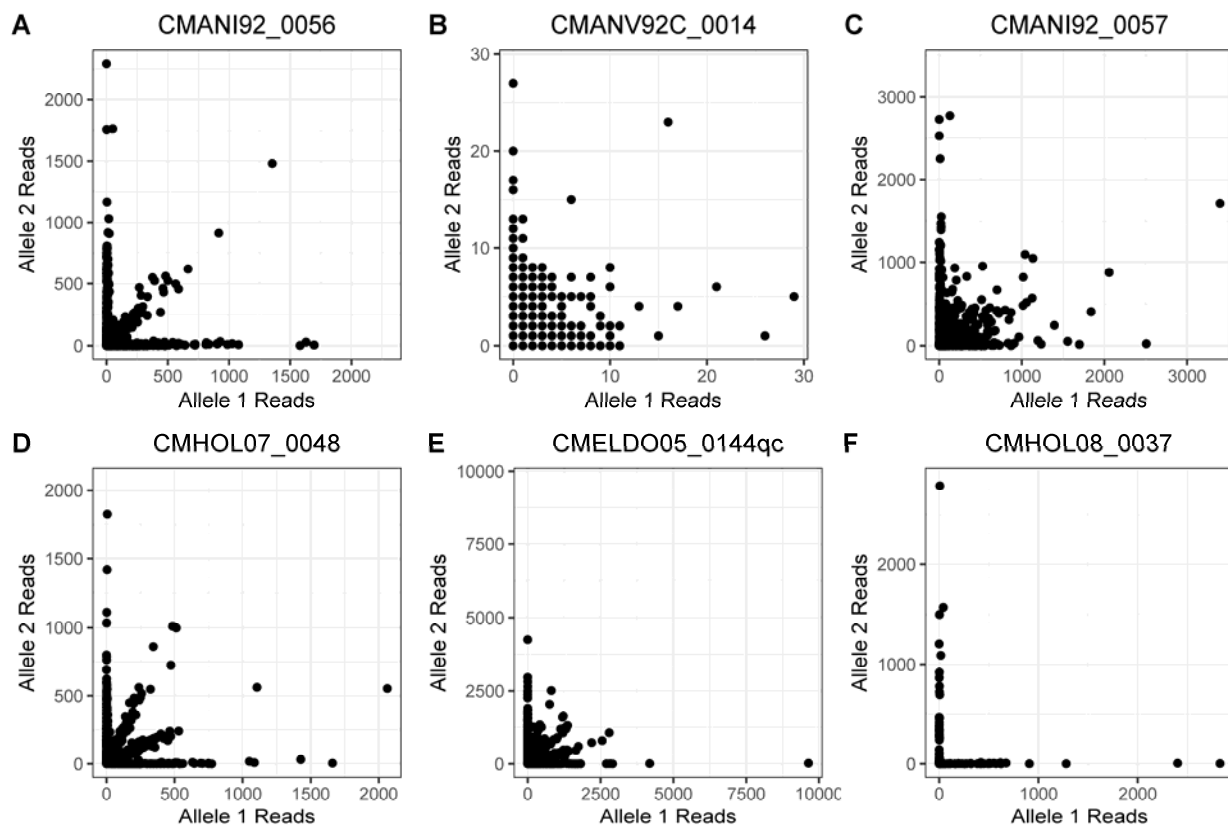 A CMANI92_0056
2000
1500
1000
500
0
Allele 2 Reads
0 500 1000 1500 2000
Allele 1 Reads
B CMANV92C_0014
30
20
10
0
Allele 2 Reads
0 10 20 30
Allele 1 Reads
C CMANI92_0057
3000
2000
1000
0
Allele 2 Reads
0 1000 2000 3000
Allele 1 Reads
D CMHOL07_0048
2000
1500
1000
500
0
Allele 2 Reads
0 500 1000 1500 2000
Allele 1 Reads
E CMELDO05_0144qc
10000
7500
5000
2500
0
Allele 2 Reads
0 2500 5000 7500 10000
Allele 1 Reads
F CMHOL08_0037
2000
1000
0
Allele 2 Reads
0 1000 2000
Allele 1 Reads